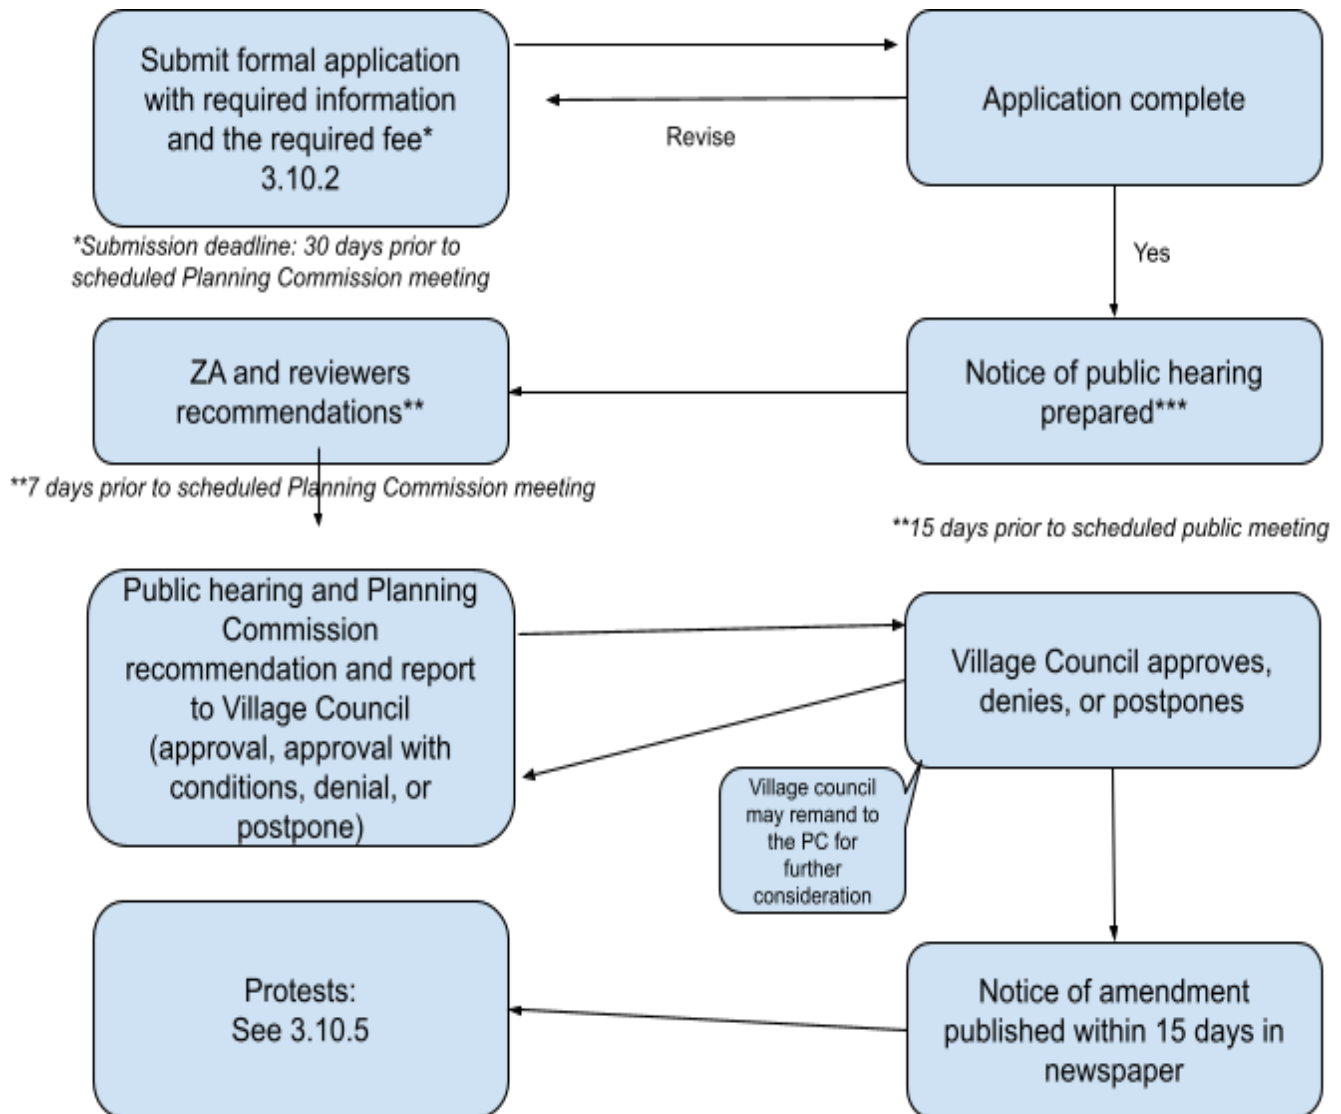 Submit formal application
with required information
and the required fee*
3.10.2
Application complete
Revise
*Submission deadline: 30 days prior to
scheduled Planning Commission meeting
Yes
ZA and reviewers
recommendations**
Notice of public hearing
prepared***
**7 days prior to scheduled Planning Commission meeting
**15 days prior to scheduled public meeting
Public hearing and Planning
Commission
recommendation and report
to Village Council
(approval, approval with
conditions, denial, or
postpone)
Village Council approves,
denies, or postpones
Village council
may remand to
the PC for
further
consideration
Protests:
See 3.10.5
Notice of amendment
published within 15 days in
newspaper